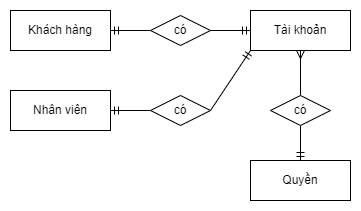 Khách hàng
có
Tài khoản
Nhân viên
có
có
Quyền